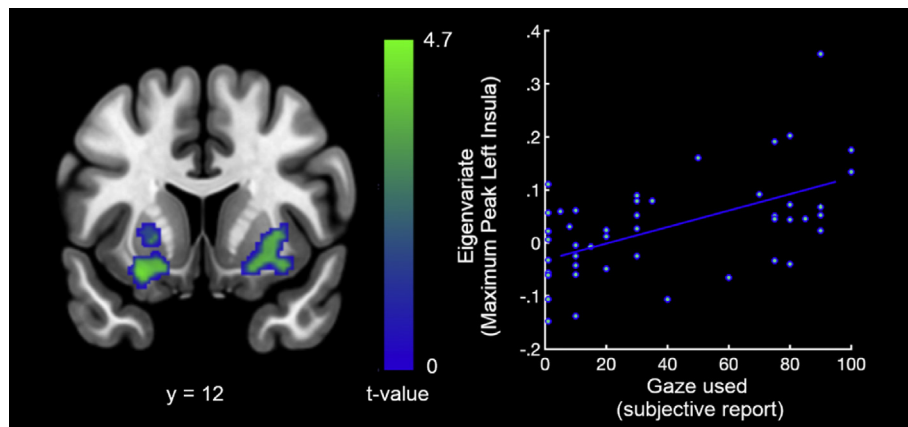 4.7
0
t-value
y = 12
Eigenvariate
(Maximum Peak Left Insula)
.4
.3
.2
.1
0
-.1
-.2
0
20
40
60
80
100
Gaze used
(subjective report)